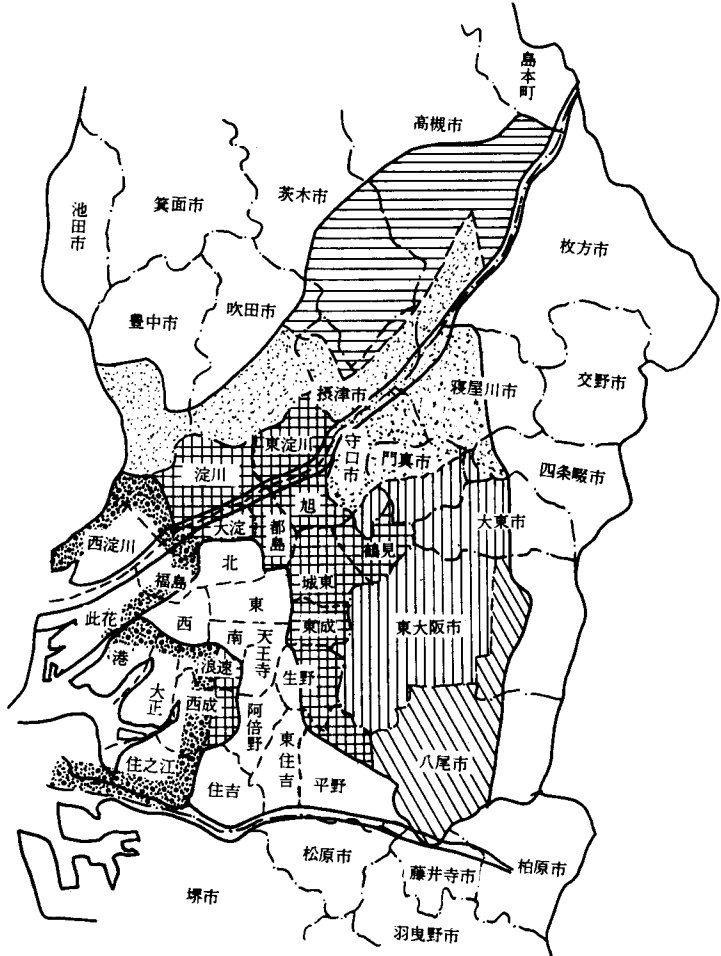 島本町
高槻市
茨木市
箕面市
池田市
枚方市
吹田市
豊中市
交野市
寝屋川市
摂津市
東淀川
守口市
門真市
四条畷市
淀川
旭
大東市
大淀
都島
西淀川
鶴見
北
福島
城東
東
此花
西
東成
東大阪市
南
天王寺
港
浪速
生野
大正
西成
阿倍野
東住吉
住之江
八尾市
住吉
平野
松原市
藤井寺市
柏原市
堺市
羽曳野市